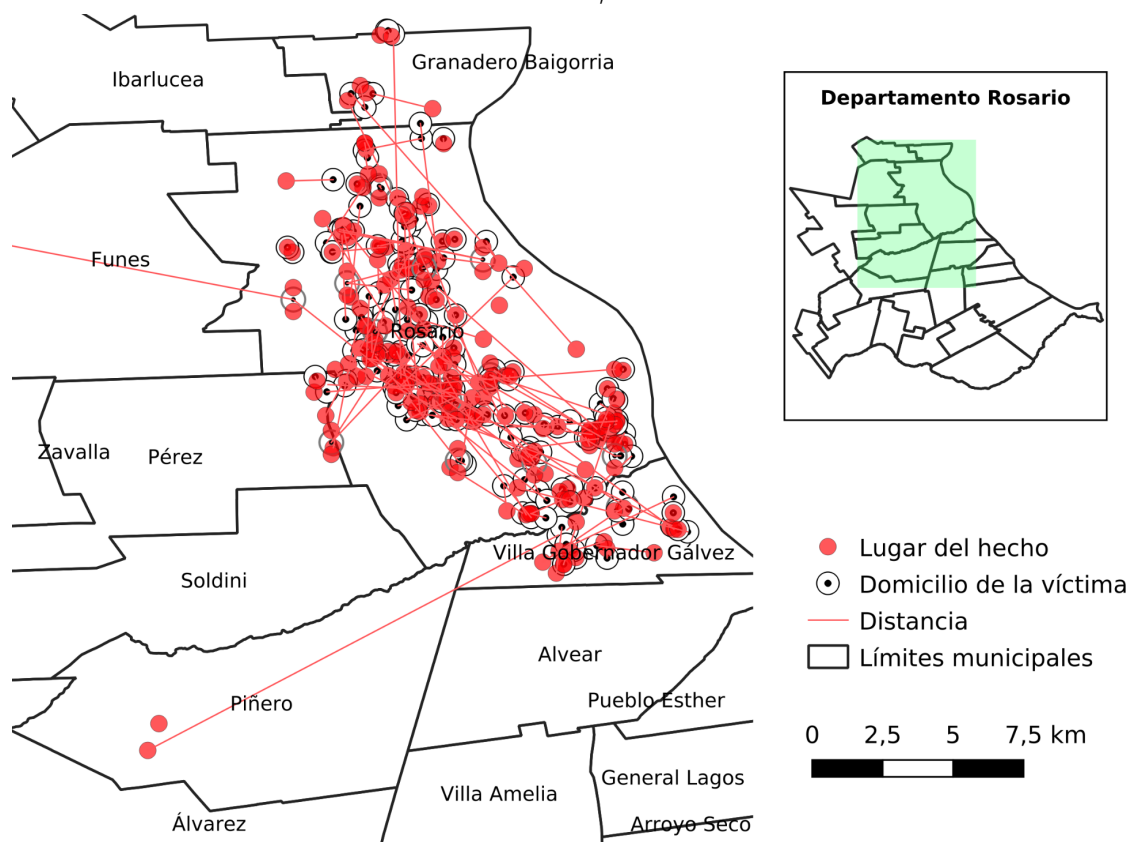 Granadero Baigorria
Ibarlucea
Funes
Rosario
Zavalla
Pérez
Soldini
Villa Gobernador Gálvez
Alvear
Piñero
Pueblo Esther
General Lagos
Villa Amelia
Álvarez
Arroyo Seco
Departamento Rosario
Lugar del hecho
Domicilio de la víctima
Distancia
Límites municipales
0 2,5 5 7,5 km